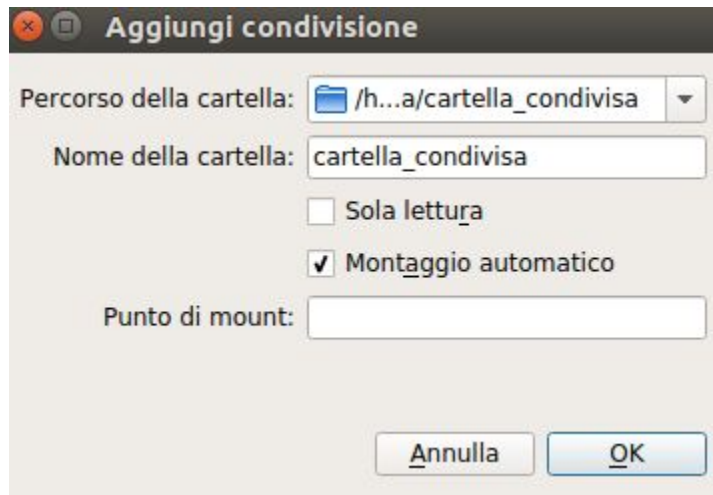 Aggiungi condivisione
Percorso della cartella: /h...a/cartella_condivisa
Nome della cartella: cartella_condivisa
Sola lettura
Montaggio automatico
Punto di mount:
Annulla OK